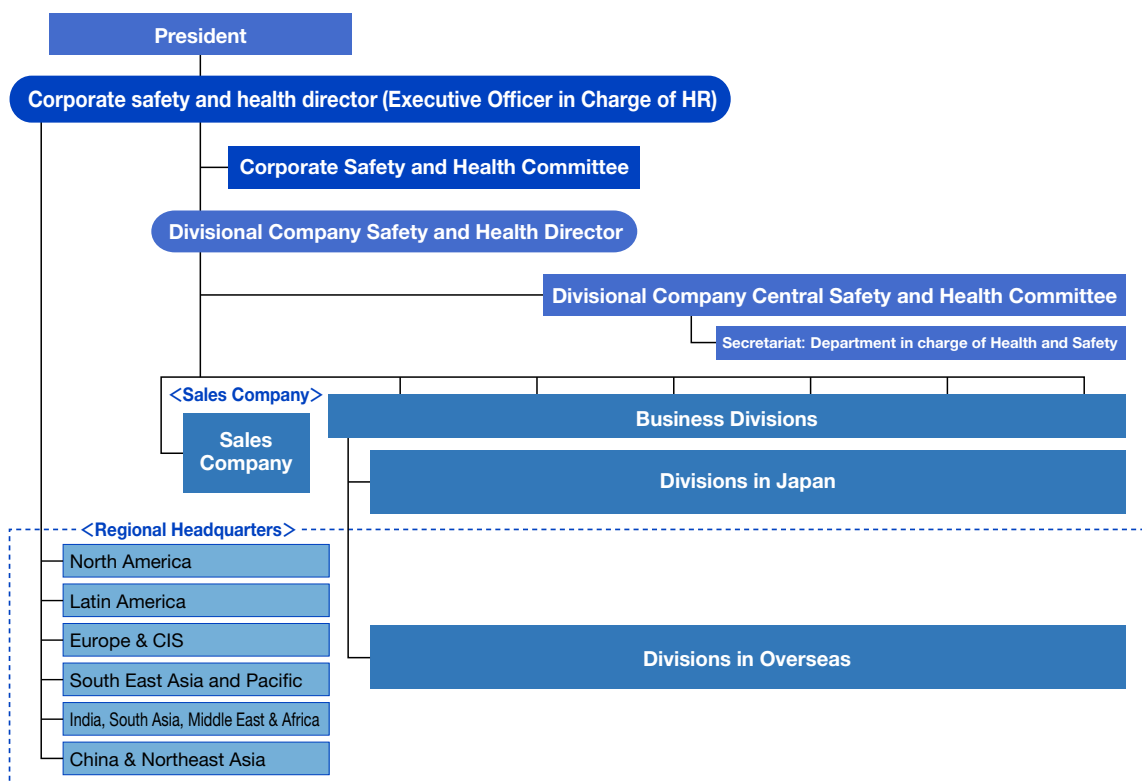 President
Corporate safety and health director (Executive Officer in Charge of HR)
Corporate Safety and Health Committee
Divisional Company Safety and Health Director
Divisional Company Central Safety and Health Committee
Secretariat: Department in charge of Health and Safety
<Sales Company>
Sales
Company
Business Divisions
Divisions in Japan
<Regional Headquarters>
North America
Latin America
Europe & CIS
South East Asia and Pacific
India, South Asia, Middle East & Africa
China & Northeast Asia
Divisions in Overseas